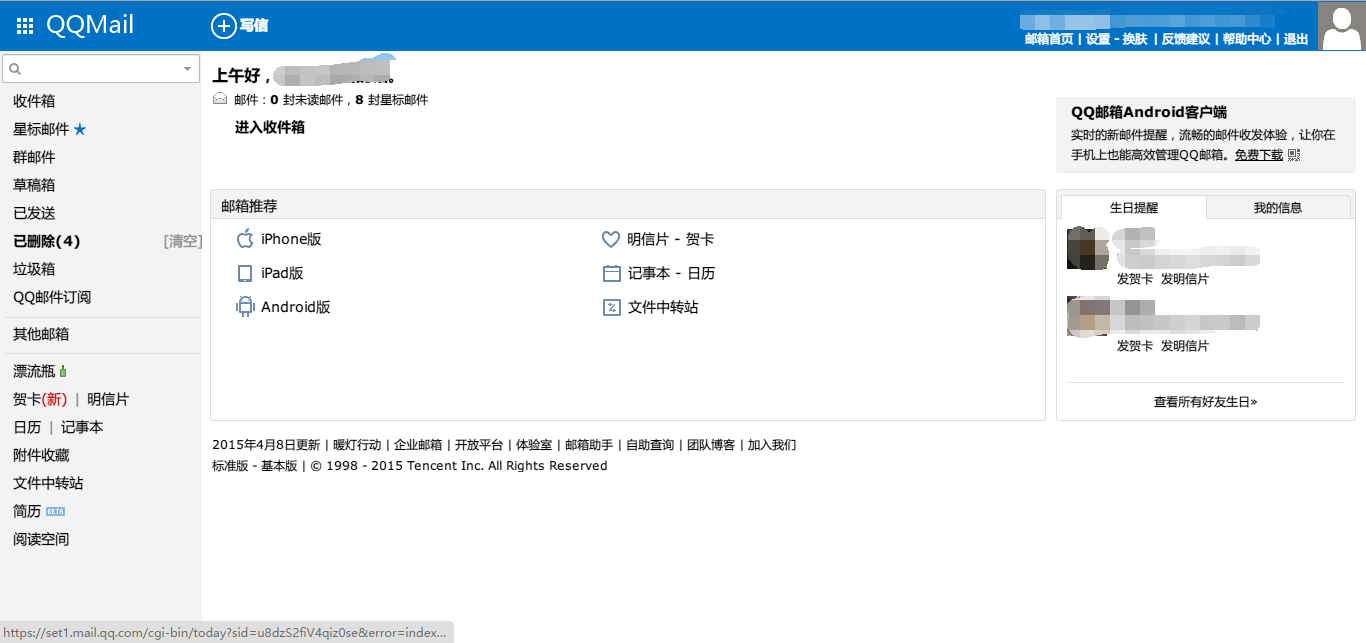 QQMail
写信
邮箱首页 | 设置 - 换肤 | 反馈建议 | 帮助中心 | 退出
收件箱
星标邮件
群邮件
草稿箱
已发送
已删除(4) [清空]
垃圾箱
QQ邮件订阅
其他邮箱
漂流瓶
贺卡(新) | 明信片
日历 | 记事本
附件收藏
文件中转站
简历 BETA
阅读空间
上午好，
邮件：0 封未读邮件，8 封星标邮件
进入收件箱
邮箱推荐
iPhone版
明信片 - 贺卡
iPad版
记事本 - 日历
Android版
文件中转站
QQ邮箱Android客户端
实时的新邮件提醒，流畅的邮件收发体验，让你在
手机上也能高效管理QQ邮箱。免费下载
生日提醒 我的信息
发贺卡 发明信片
发贺卡 发明信片
查看所有好友生日»
2015年4月8日更新 | 暖灯行动 | 企业邮箱 | 开放平台 | 体验室 | 邮箱助手 | 自助查询 | 团队博客 | 加入我们
标准版 - 基本版 | © 1998 - 2015 Tencent Inc. All Rights Reserved
https://set1.mail.qq.com/cgi-bin/today?sid=u8dzS2fiV4qiz0se&error=index...